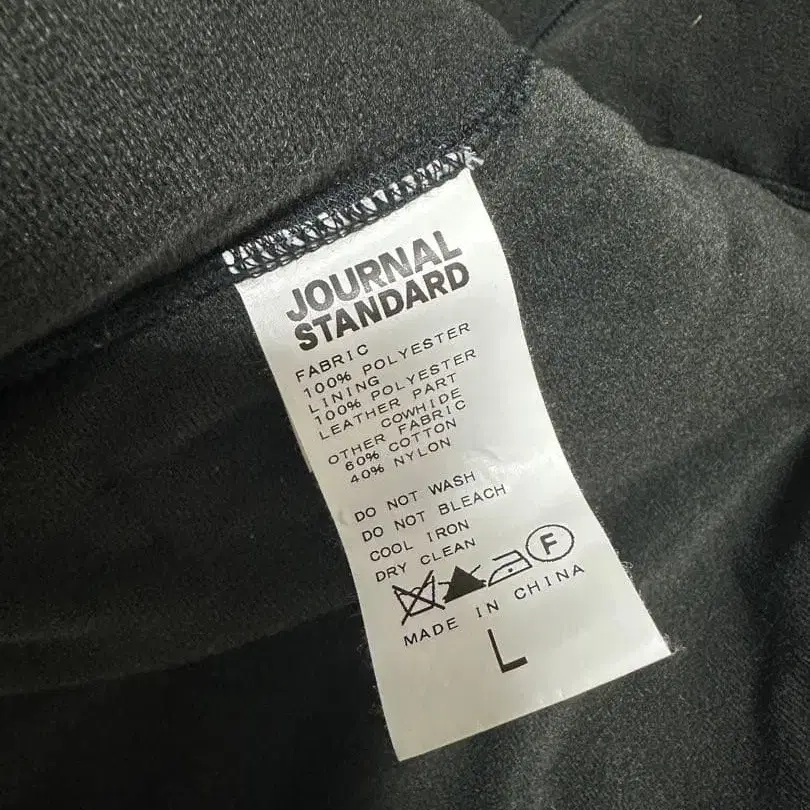 JOURNAL
STANDARD
FABRIC
100% POLYESTER
LINING
100% POLYESTER
LEATHER PART
COWHIDE
OTHER FABRIC
60% COTTON
40% NYLON
DO NOT WASH
DO NOT BLEACH
COOL IRON
DRY CLEAN
F
MADE IN CHINA
L